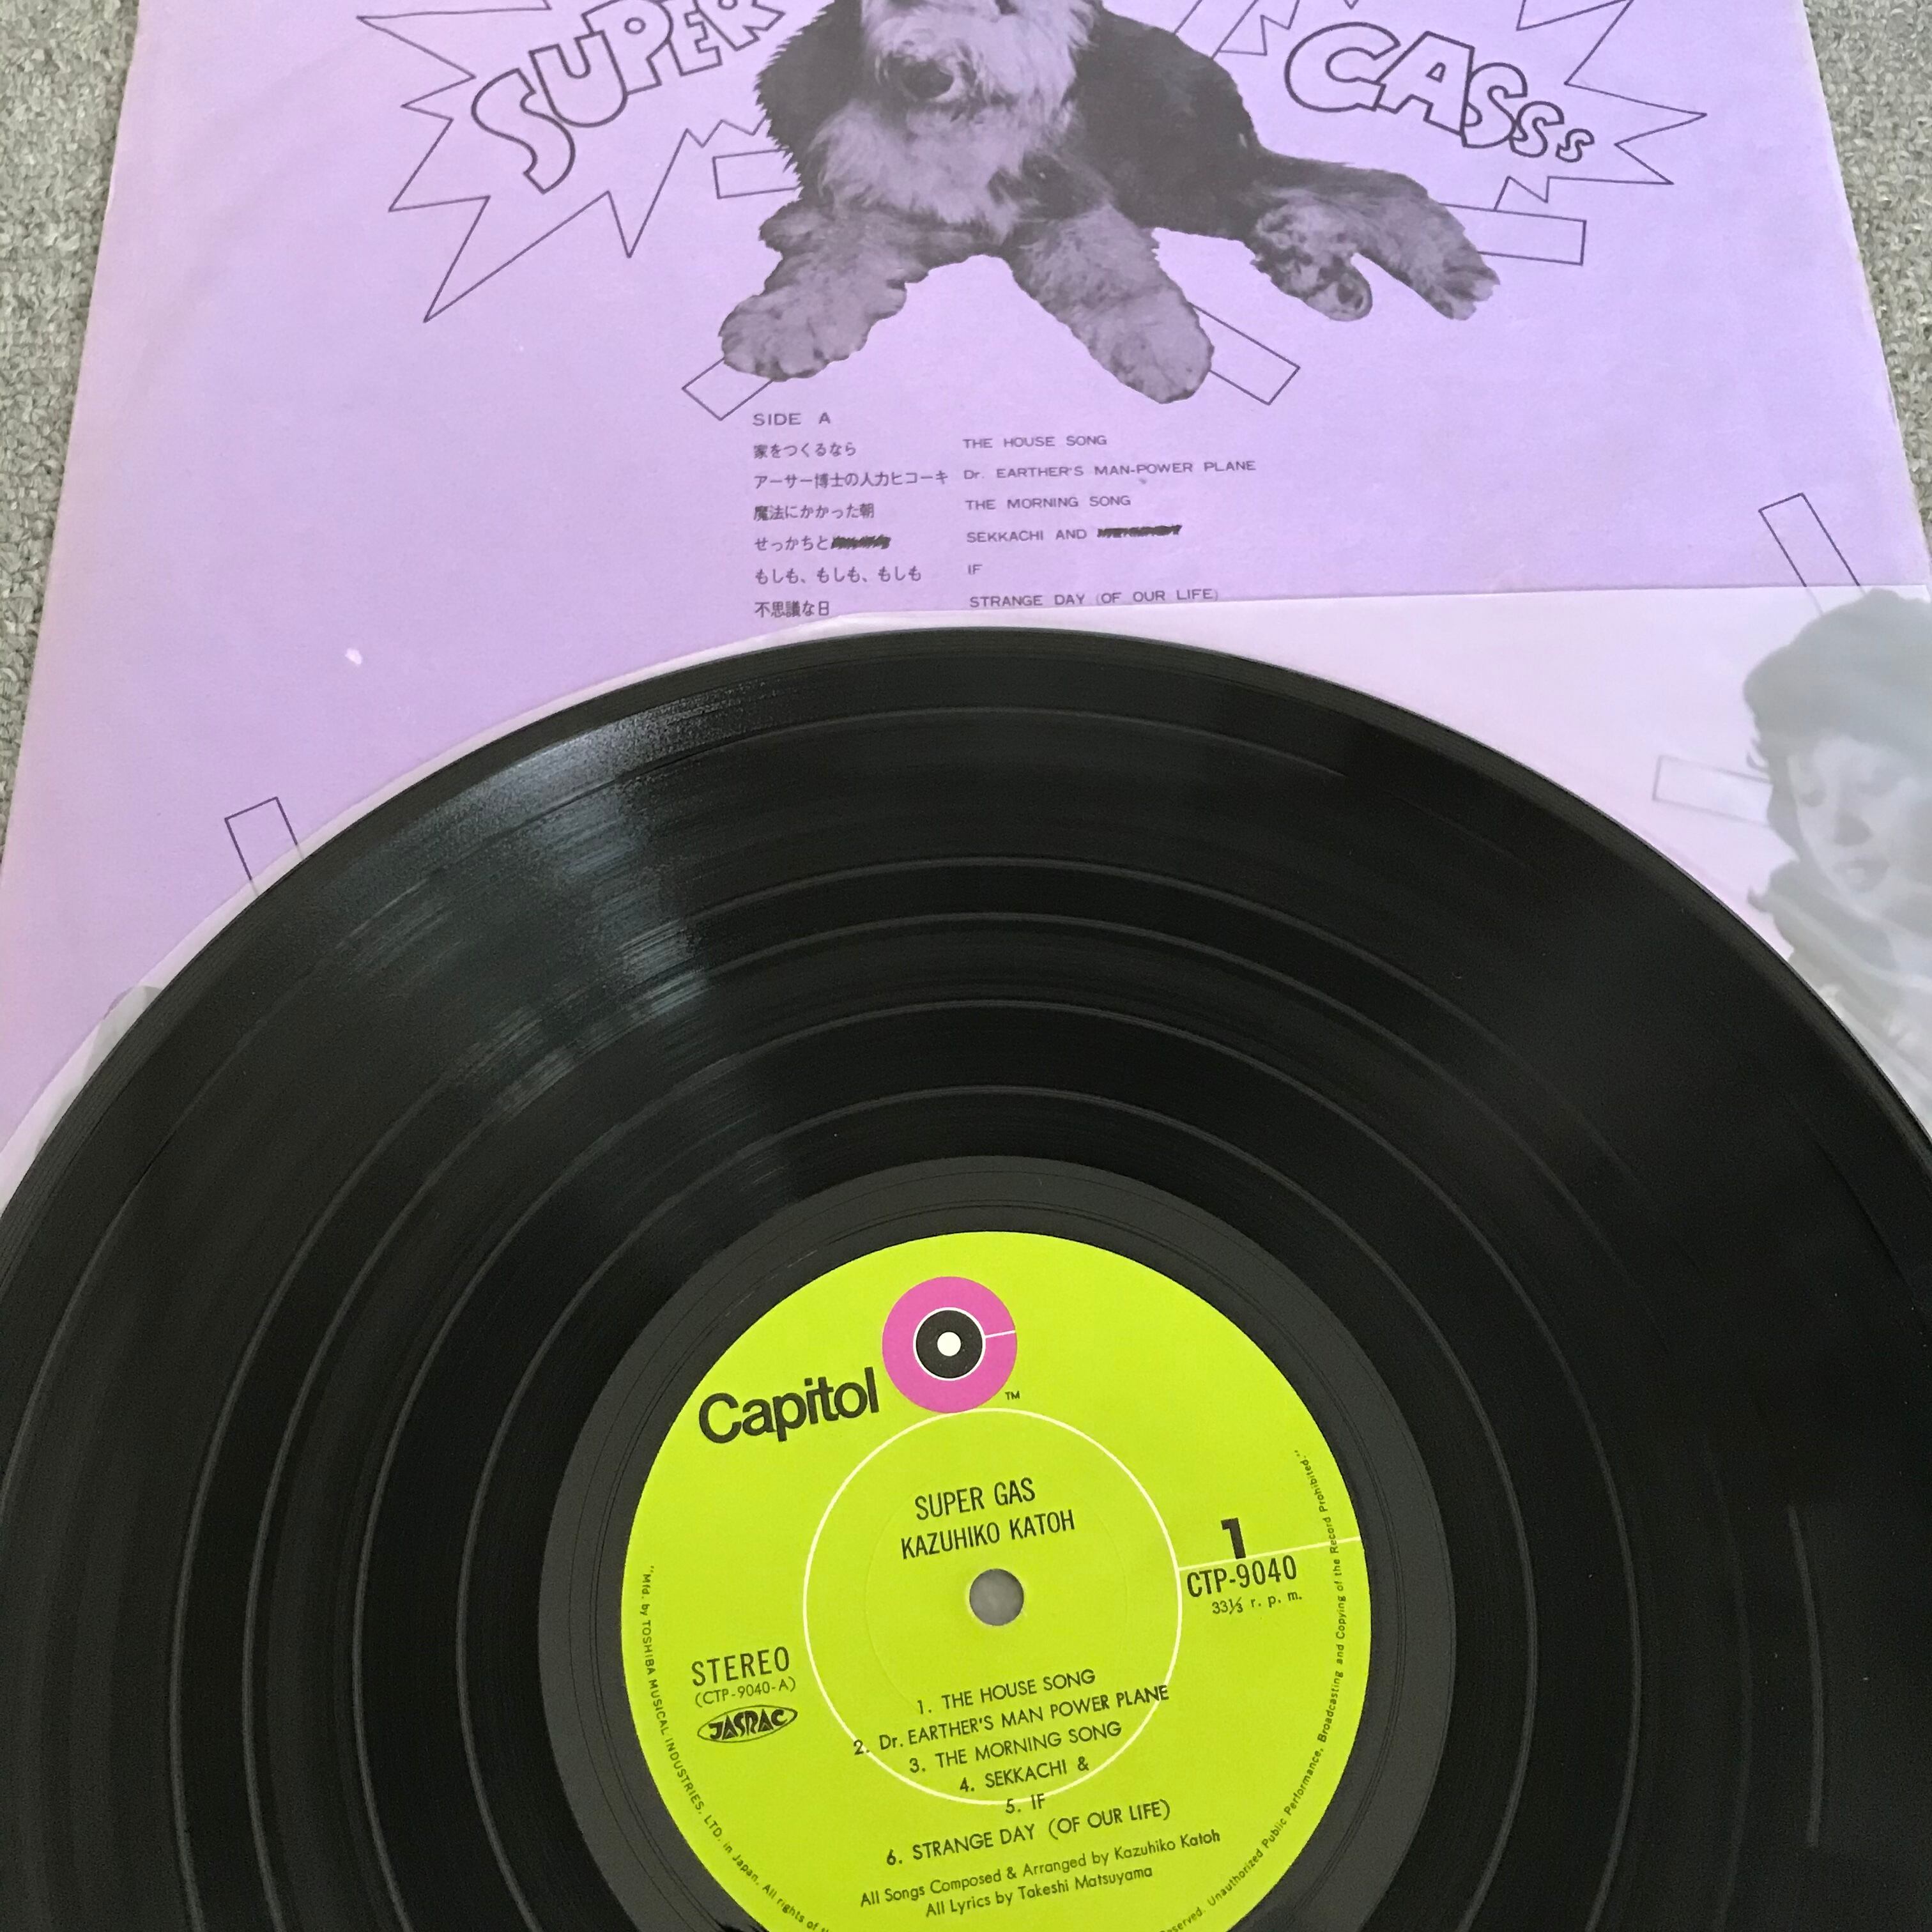 SUPER
GASss
SIDE A
家をつくるなら THE HOUSE SONG
アーサー博士の人力ヒコーキ Dr. EARTHER'S MAN-POWER PLANE
魔法にかかった朝 THE MORNING SONG
せっかちと SEKKACHI AND
もしも、もしも、もしも IF
不思議な日 STRANGE DAY (OF OUR LIFE)
Capitol
TM
SUPER GAS
KAZUHIKO KATOH
1
CTP-9040
33⅓ r. p. m.
STEREO
(CTP-9040-A)
JASRAC
1. THE HOUSE SONG
2. Dr. EARTHER'S MAN POWER PLANE
3. THE MORNING SONG
4. SEKKACHI &
5. IF
6. STRANGE DAY (OF OUR LIFE)
All Songs Composed & Arranged by Kazuhiko Katoh
All Lyrics by Takeshi Matsuyama
"Mfd. by TOSHIBA MUSICAL INDUSTRIES, LTD. in Japan. All rights of
Reserved. Unauthorized Public Performance, Broadcasting and Copying of the Record Prohibited."